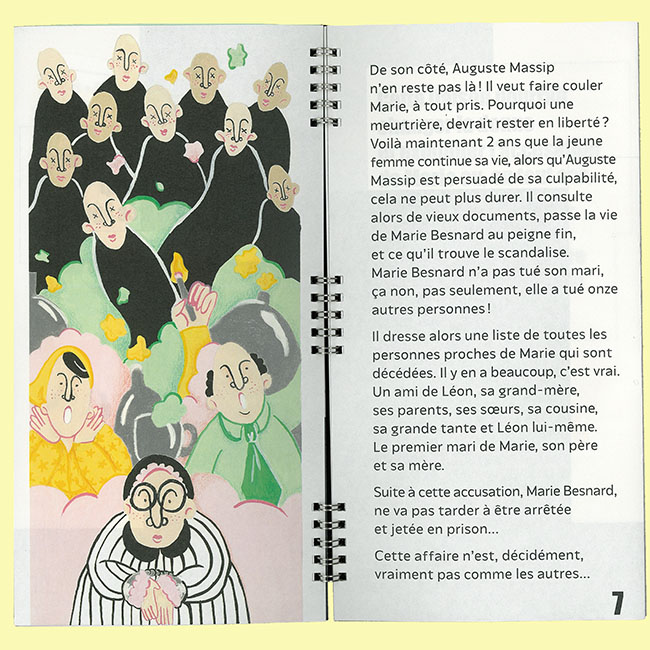 De son côté, Auguste Massip
n'en reste pas là! Il veut faire couler
Marie, à tout pris. Pourquoi une
meurtrière, devrait rester en liberté?
Voilà maintenant 2 ans que la jeune
femme continue sa vie, alors qu'Auguste
Massip est persuadé de sa culpabilité,
cela ne peut plus durer. Il consulte
alors de vieux documents, passe la vie
de Marie Besnard au peigne fin,
et ce qu'il trouve le scandalise.
Marie Besnard n'a pas tué son mari,
ça non, pas seulement, elle a tué onze
autres personnes!
Il dresse alors une liste de toutes les
personnes proches de Marie qui sont
décédées. Il y en a beaucoup, c'est vrai.
Un ami de Léon, sa grand-mère,
ses parents, ses sœurs, sa cousine,
sa grande tante et Léon lui-même.
Le premier mari de Marie, son père
et sa mère.
Suite à cette accusation, Marie Besnard,
ne va pas tarder à être arrêtée
et jetée en prison...
Cette affaire n'est, décidément,
vraiment pas comme les autres...
7